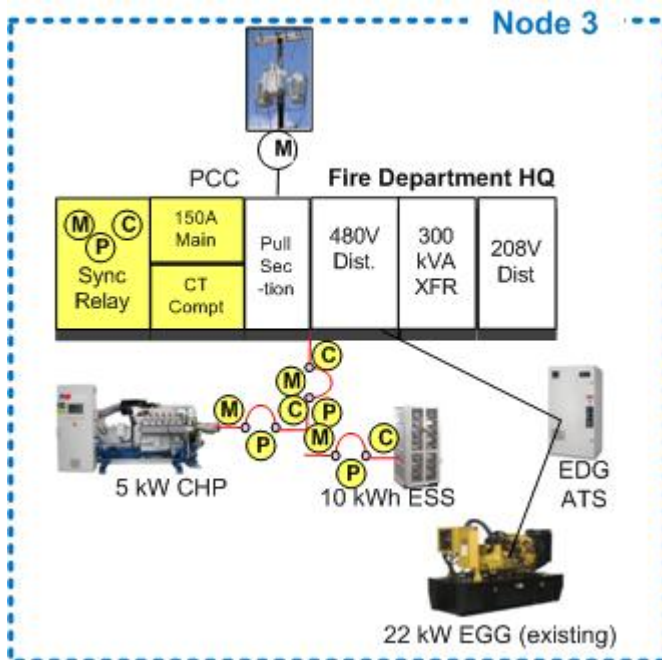 Node 3
M
PCC
Fire Department HQ
M
C
P
Sync
Relay
150A
Main
CT
Compt
Pull
Sec
-tion
480V
Dist.
300
kVA
XFR
208V
Dist
C
M
M
C
P
P
M
C
P
5 kW CHP
10 kWh ESS
EDG
ATS
22 kW EGG (existing)